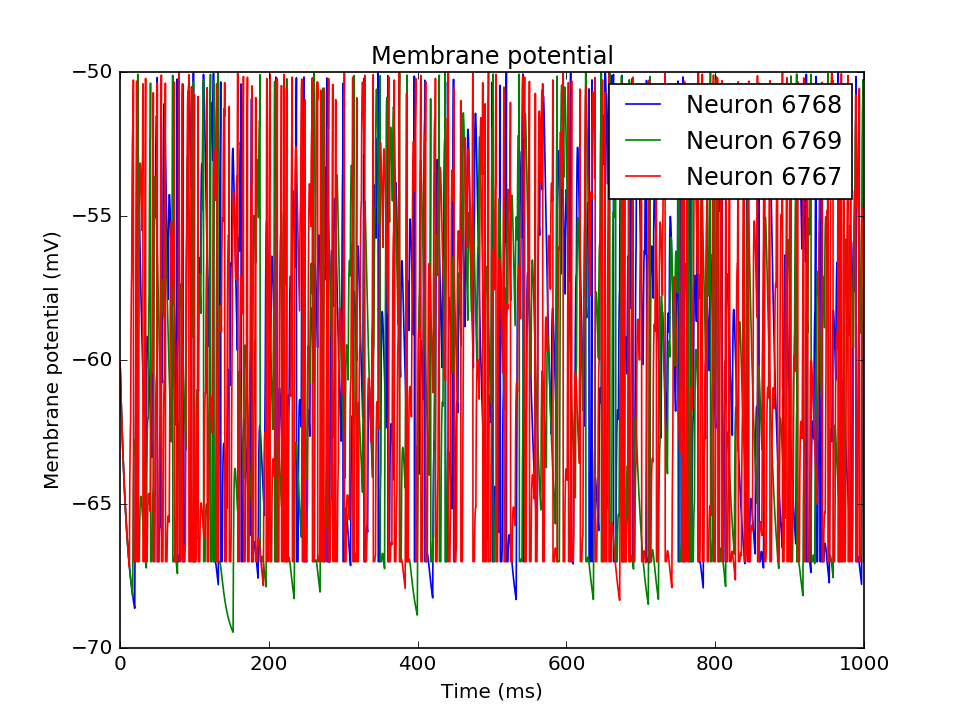 Membrane potential
Neuron 6768
Neuron 6769
Neuron 6767
Membrane potential (mV)
−50
−55
−60
−65
−70
0 200 400 600 800 1000
Time (ms)